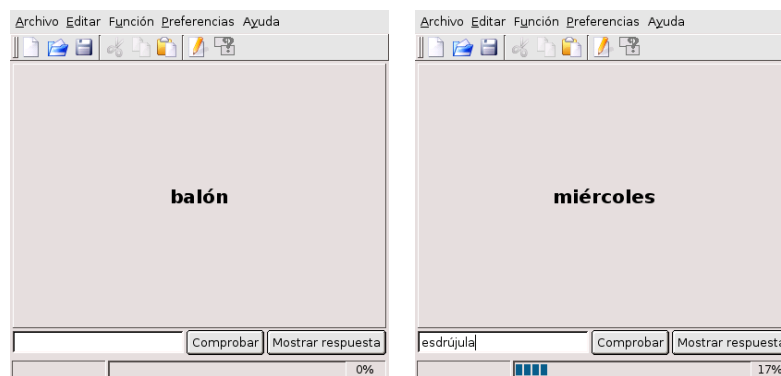 Archivo Editar Función Preferencias Ayuda
balón
Comprobar Mostrar respuesta
0%
Archivo Editar Función Preferencias Ayuda
miércoles
esdrújula Comprobar Mostrar respuesta
17%